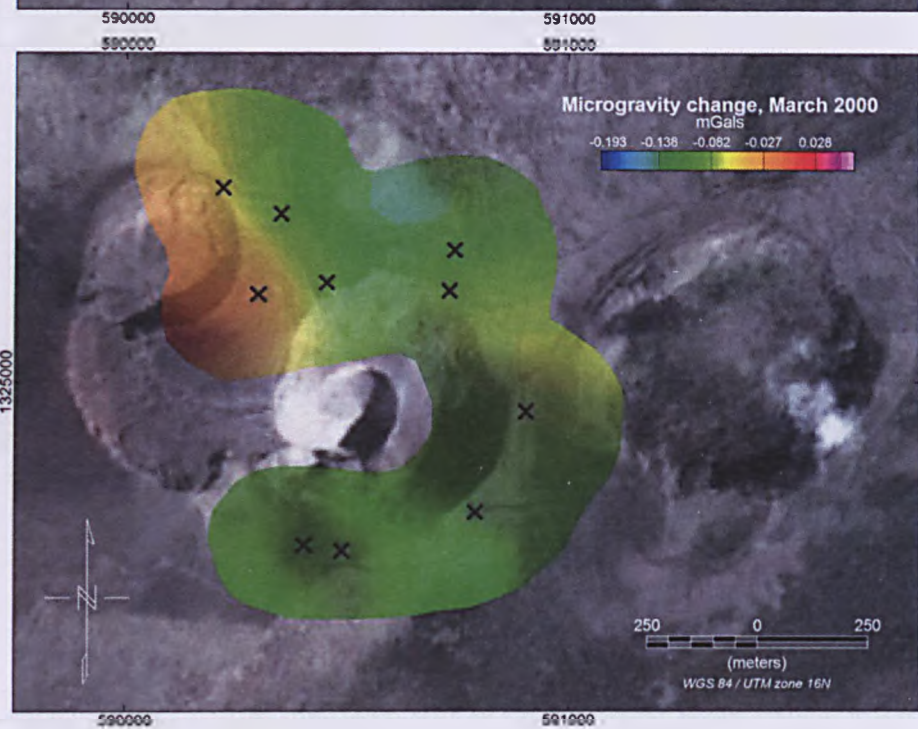 590000 591000
590000 591000
Microgravity change, March 2000
mGals
-0,193 -0,138 -0,082 -0,027 0,028
1325000
N
250 0 250
(meters)
WGS 84 / UTM zone 16N
590000 591000